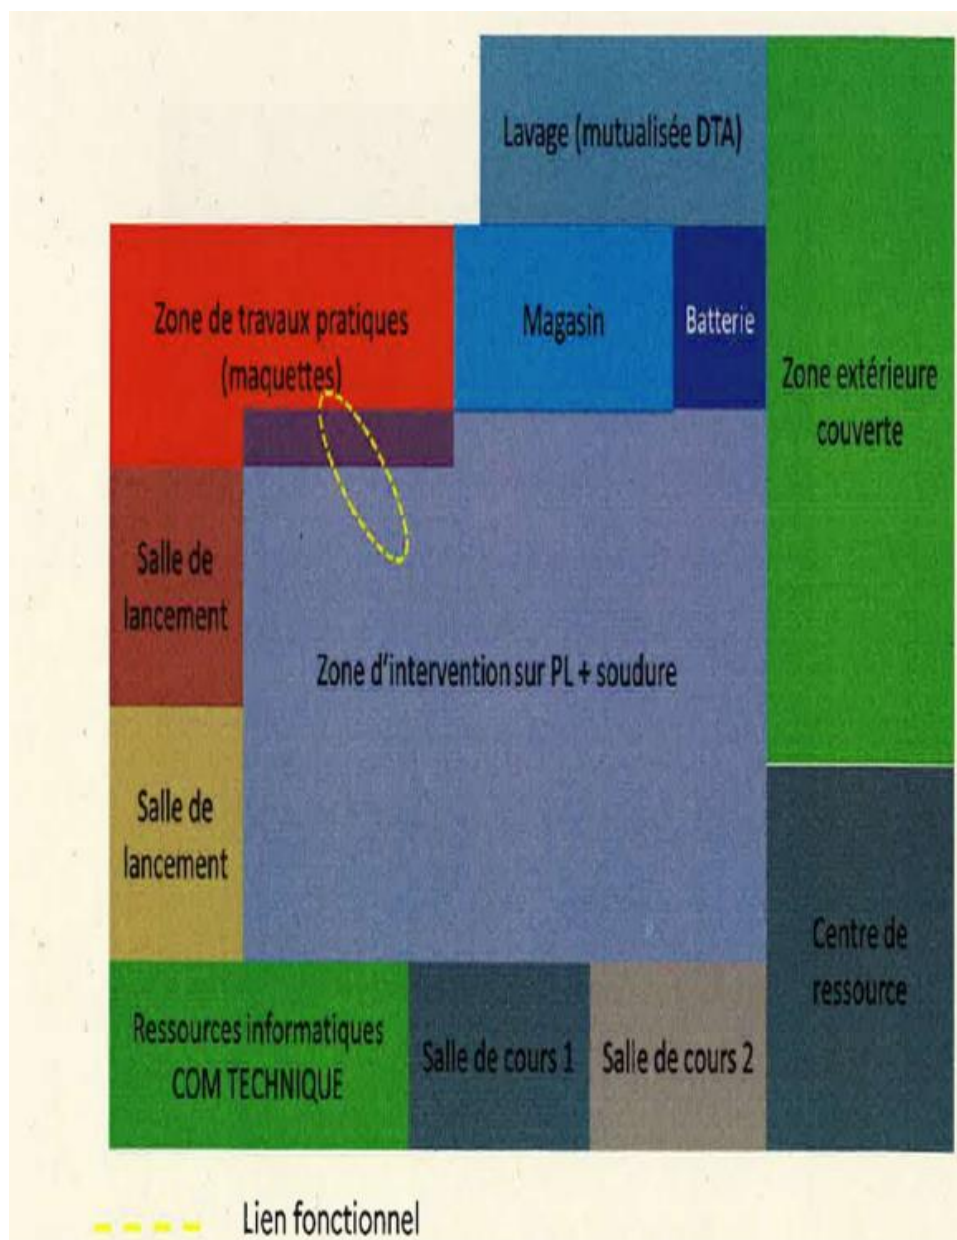 Lavage (mutualisée DTA)
Zone de travaux pratiques
(maquettes)
Magasin
Batterie
Zone extérieure
couverte
Salle de
lancement
Zone d'intervention sur PL + soudure
Salle de
lancement
Centre de
ressource
Ressources informatiques
COM TECHNIQUE
Salle de cours 1
Salle de cours 2
Lien fonctionnel